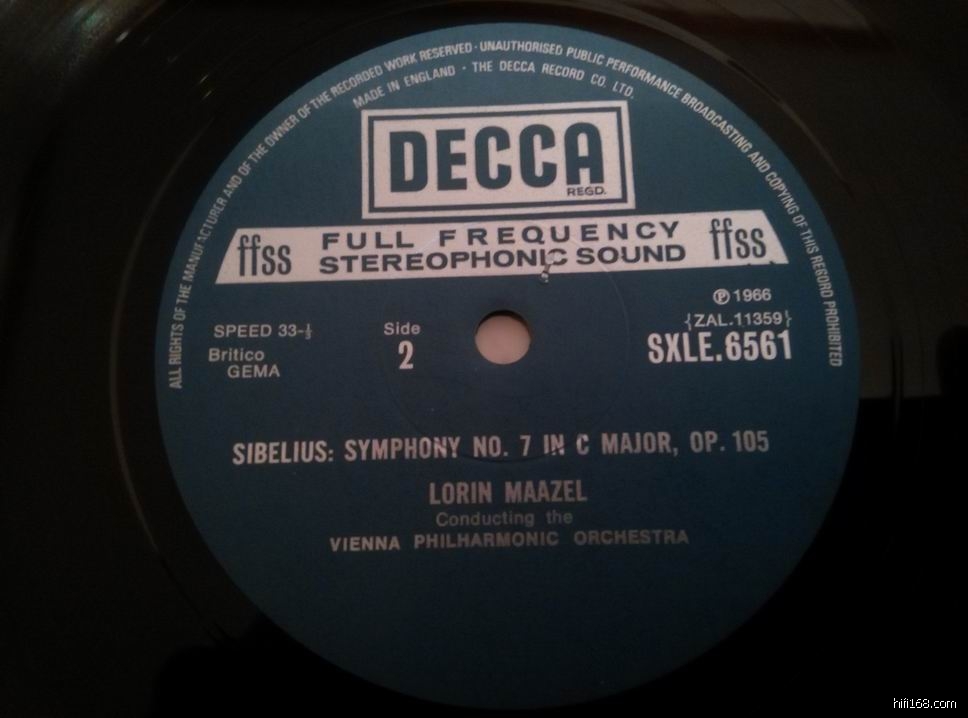 ALL RIGHTS OF THE MANUFACTURER AND OF THE OWNER OF THE RECORDED WORK RESERVED · UNAUTHORISED PUBLIC PERFORMANCE BROADCASTING AND COPYING OF THIS RECORD PROHIBITED
MADE IN ENGLAND · THE DECCA RECORD CO. LTD.
DECCA
REGD.
ffss FULL FREQUENCY ffss
STEREOPHONIC SOUND
℗ 1966
SPEED 33-⅓ Side {ZAL.11359}
Britico 2 SXLE.6561
GEMA
SIBELIUS: SYMPHONY NO. 7 IN C MAJOR, OP. 105
LORIN MAAZEL
Conducting the
VIENNA PHILHARMONIC ORCHESTRA
hifi168.com